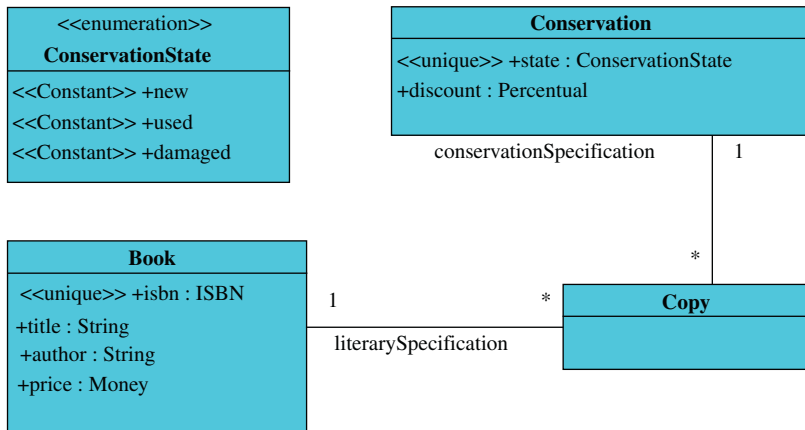 <<enumeration>>
ConservationState
<<Constant>> +new
<<Constant>> +used
<<Constant>> +damaged
Conservation
<<unique>> +state : ConservationState
+discount : Percentual
conservationSpecification
1
*
Book
<<unique>> +isbn : ISBN
+title : String
+author : String
+price : Money
1
*
literarySpecification
Copy